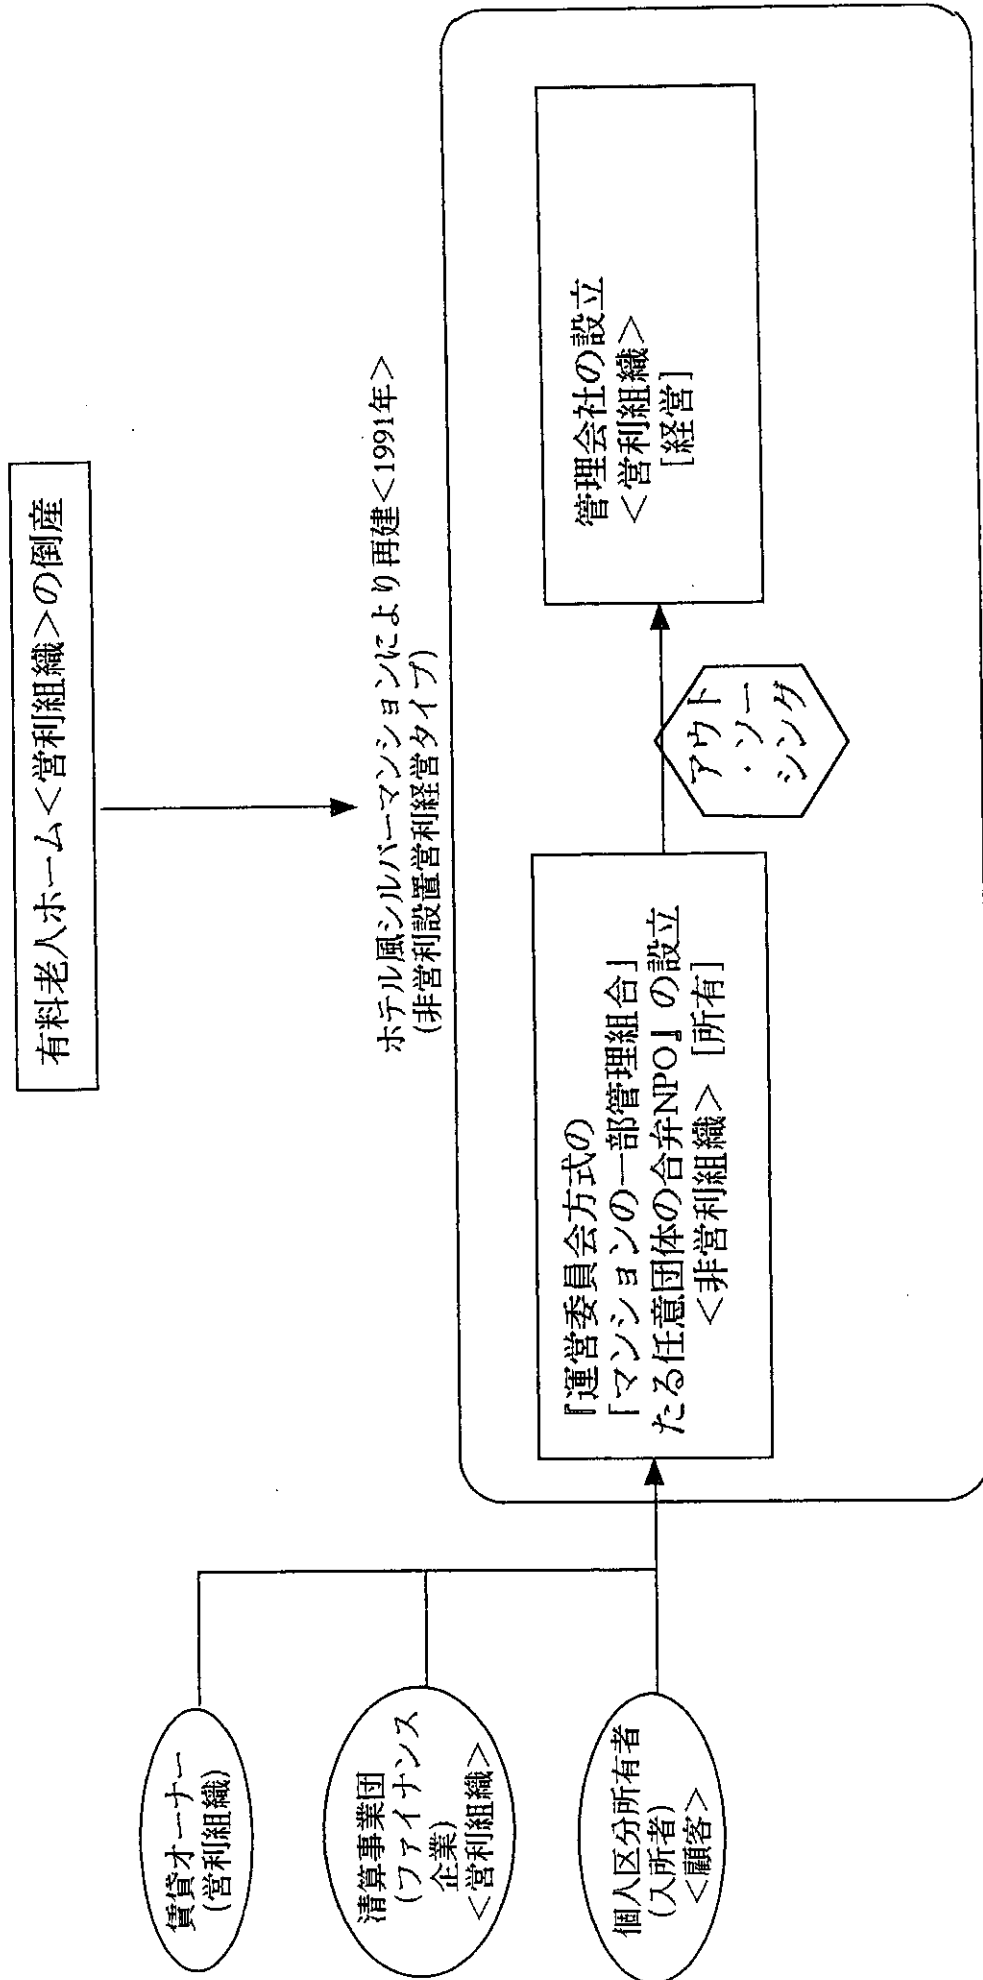 有料老人ホーム＜営利組織＞の倒産
ホテル風シルバーマンションにより再建＜1991年＞
(非営利設置営利経営タイプ)
賃貸オーナー
(営利組織)
清算事業団
(ファイナンス
企業)
＜営利組織＞
個人区分所有者
(入所者)
＜顧客＞
『運営委員会方式の
「マンションの一部管理組合」
たる任意団体の合弁NPO』の設立
＜非営利組織＞［所有］
アウト
・ソー
シング
管理会社の設立
＜営利組織＞
［経営］